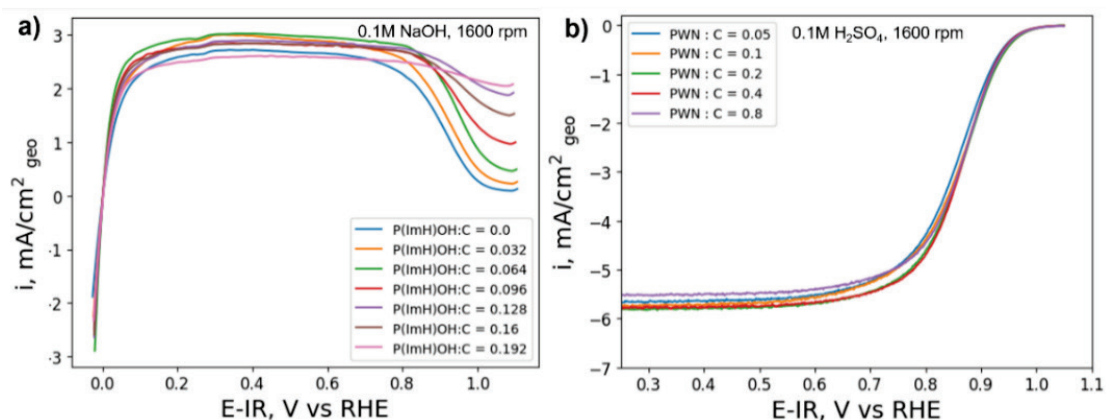 a)
0.1M NaOH, 1600 rpm
i, mA/cm² geo
3
2
1
0
·1
·2
·3
P(ImH)OH:C = 0.0
P(ImH)OH:C = 0.032
P(ImH)OH:C = 0.064
P(ImH)OH:C = 0.096
P(ImH)OH:C = 0.128
P(ImH)OH:C = 0.16
P(ImH)OH:C = 0.192
0.0 0.2 0.4 0.6 0.8 1.0
E-IR, V vs RHE
b)
0.1M H₂SO₄, 1600 rpm
PWN : C = 0.05
PWN : C = 0.1
PWN : C = 0.2
PWN : C = 0.4
PWN : C = 0.8
i, mA/cm² geo
0
−1
−2
−3
−4
−5
−6
−7
0.3 0.4 0.5 0.6 0.7 0.8 0.9 1.0 1.1
E-IR, V vs RHE